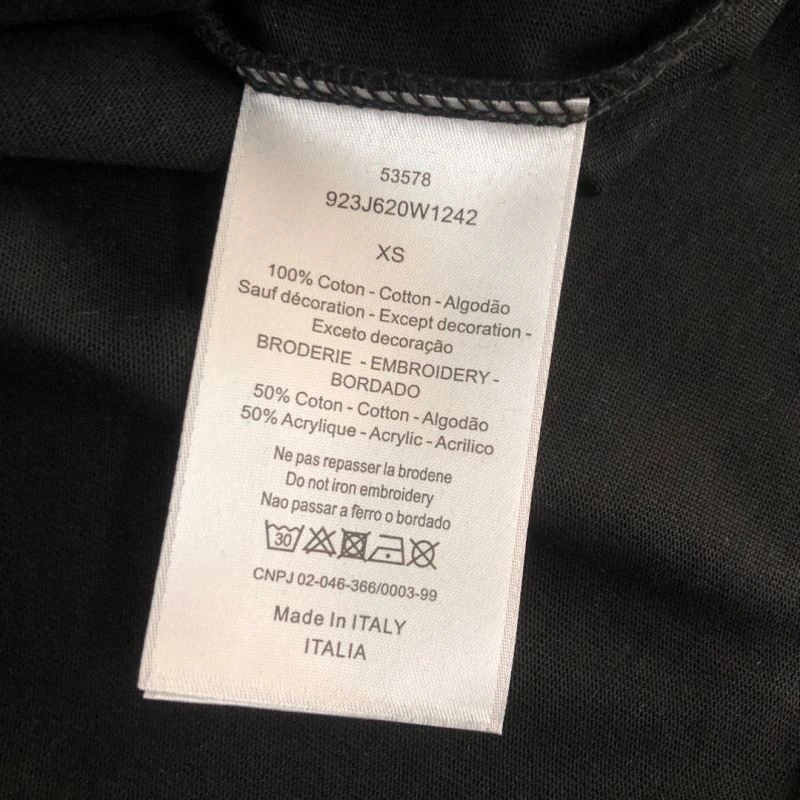 53578
923J620W1242
XS
100% Coton - Cotton - Algodão
Sauf décoration - Except decoration -
Exceto decoração
BRODERIE - EMBROIDERY -
BORDADO
50% Coton - Cotton - Algodão
50% Acrylique - Acrylic - Acrilico
Ne pas repasser la brodene
Do not iron embroidery
Nao passar a ferro o bordado
30
CNPJ 02-046-366/0003-99
Made In ITALY
ITALIA